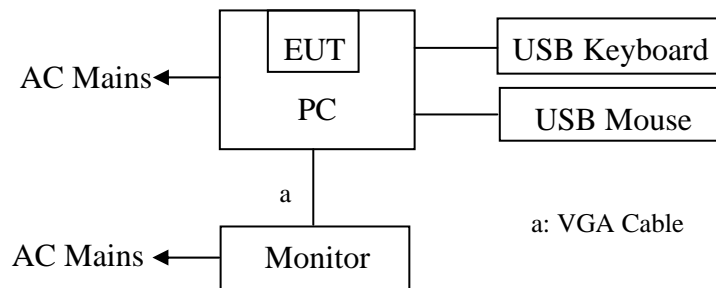 EUT
USB Keyboard
AC Mains
PC
USB Mouse
a
a: VGA Cable
AC Mains
Monitor